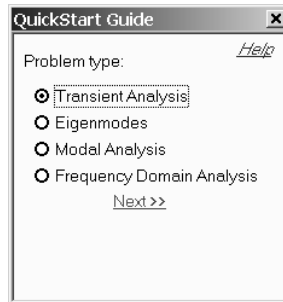 QuickStart Guide
Help
Problem type:
Transient Analysis
Eigenmodes
Modal Analysis
Frequency Domain Analysis
Next >>